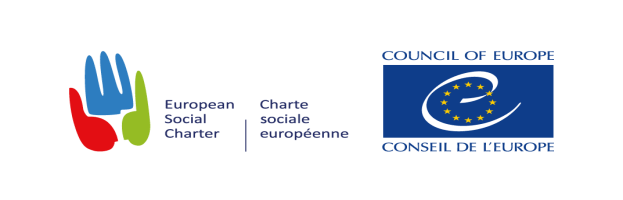 European
Social
Charter
Charte
sociale
européenne
COUNCIL OF EUROPE
CONSEIL DE L'EUROPE